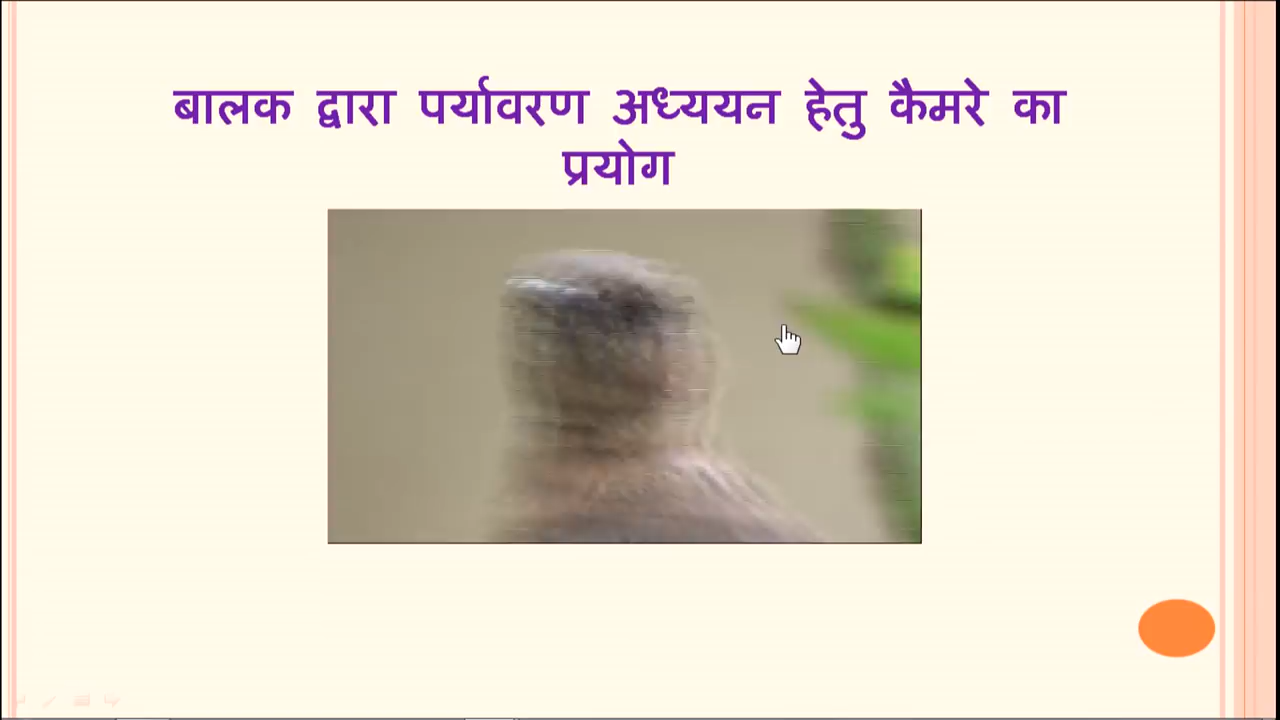 बालक द्वारा पर्यावरण अध्ययन हेतु कैमरे का
प्रयोग